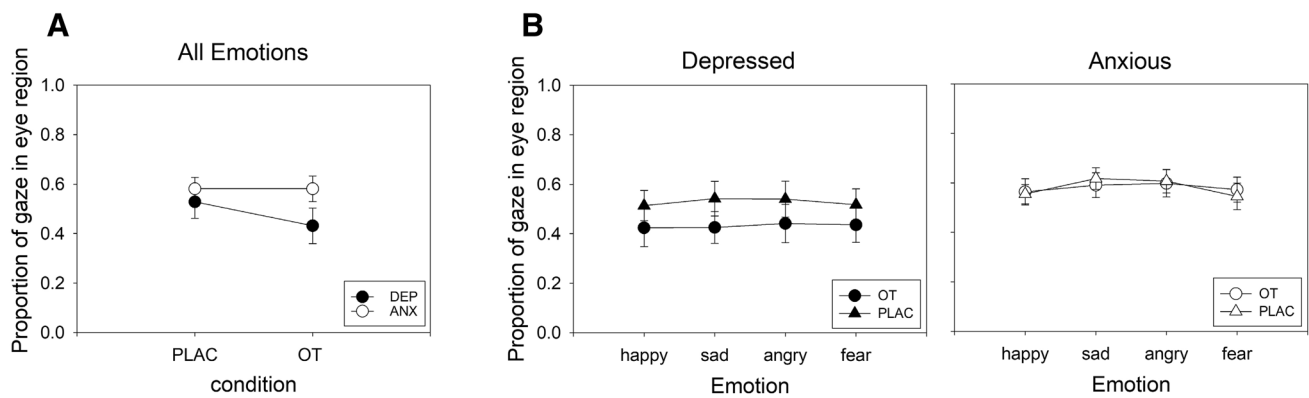 A
All Emotions
Proportion of gaze in eye region
1.0
0.8
0.6
0.4
0.2
0.0
DEP
ANX
PLAC
OT
condition
B
Depressed
Proportion of gaze in eye region
1.0
0.8
0.6
0.4
0.2
0.0
OT
PLAC
happy
sad
angry
fear
Emotion
Anxious
OT
PLAC
happy
sad
angry
fear
Emotion